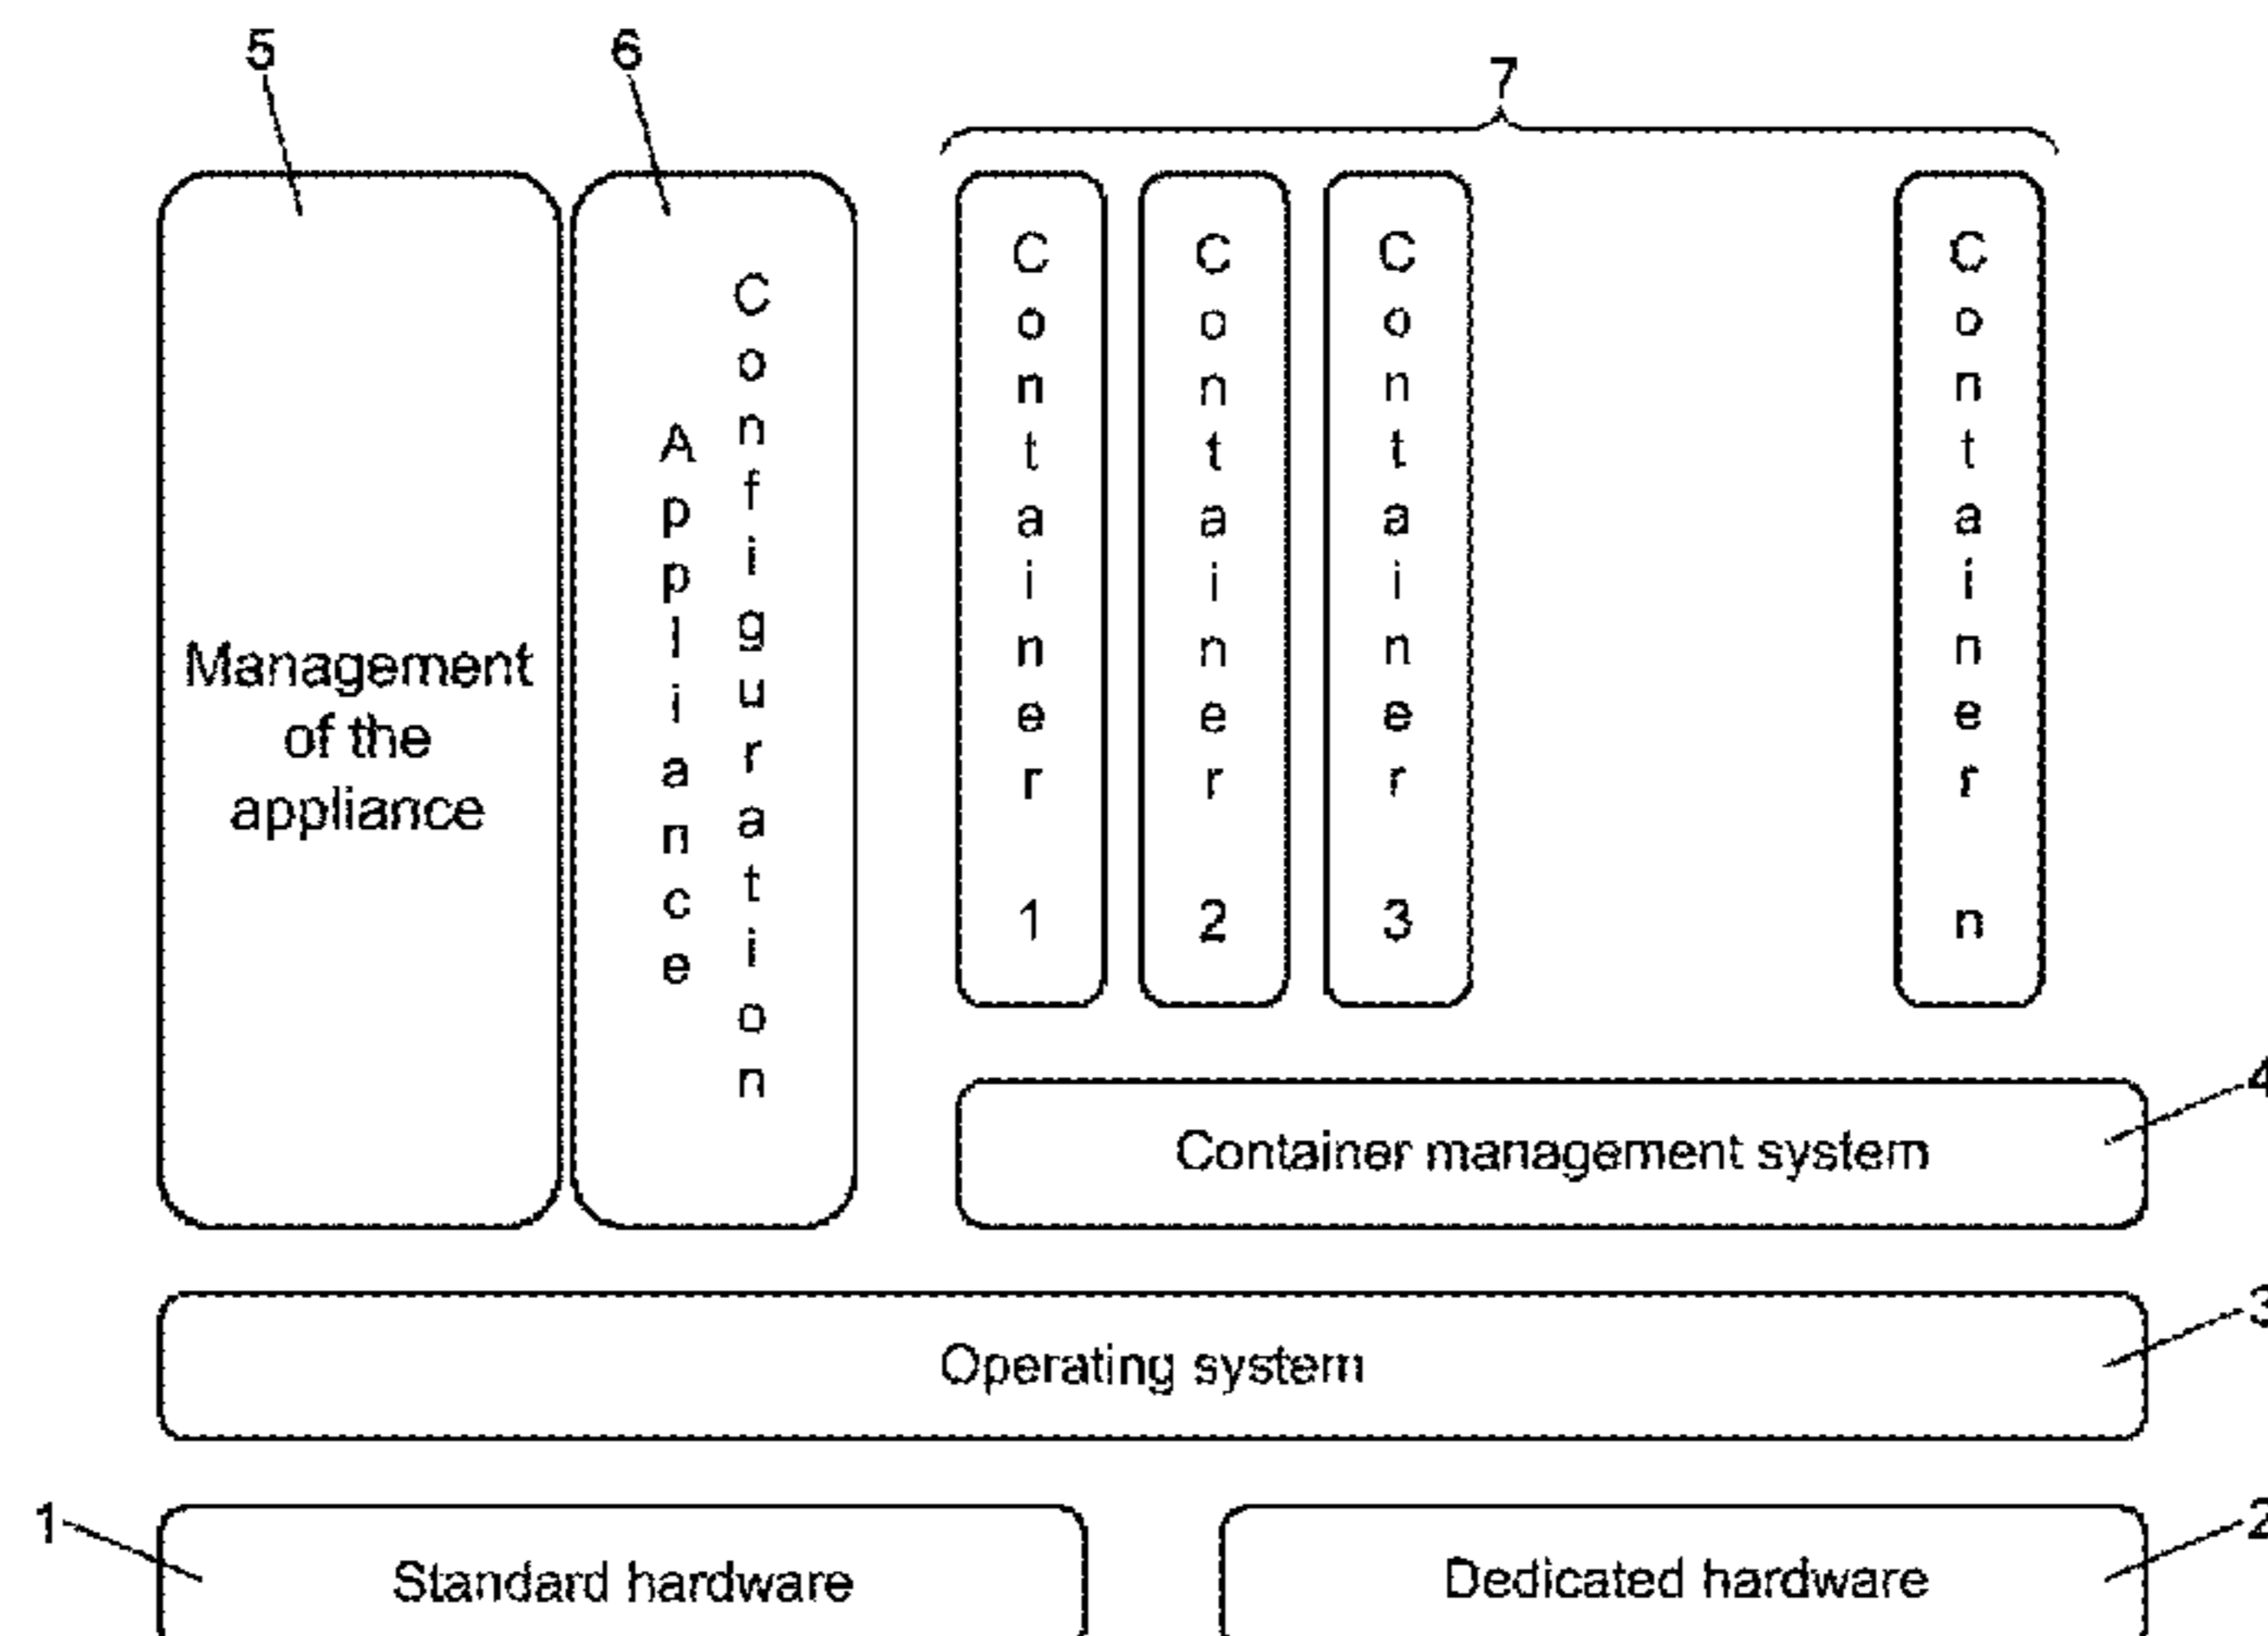 5
6
7
Management
of the
appliance
Appliance
Configuration
Container 1
Container 2
Container 3
Container n
4
Container management system
3
Operating system
1
Standard hardware
2
Dedicated hardware